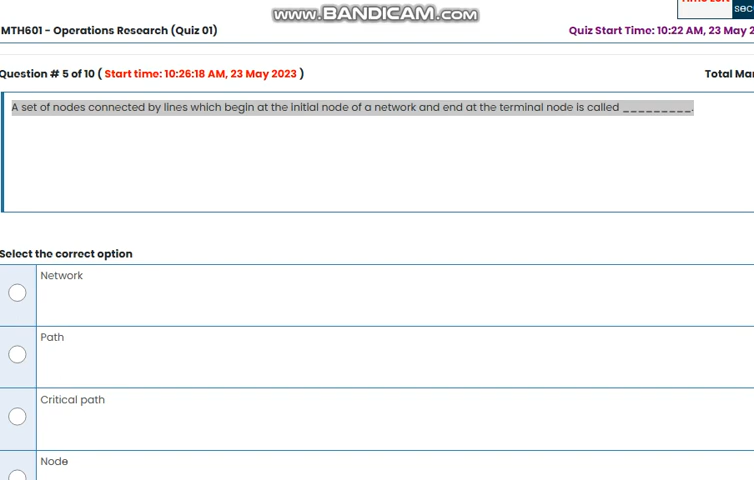 www.BANDICAM.com
sec
MTH601 - Operations Research (Quiz 01)
Quiz Start Time: 10:22 AM, 23 May 2
Question # 5 of 10 ( Start time: 10:26:18 AM, 23 May 2023 )
Total Mar
A set of nodes connected by lines which begin at the initial node of a network and end at the terminal node is called _________.
Select the correct option
Network
Path
Critical path
Node